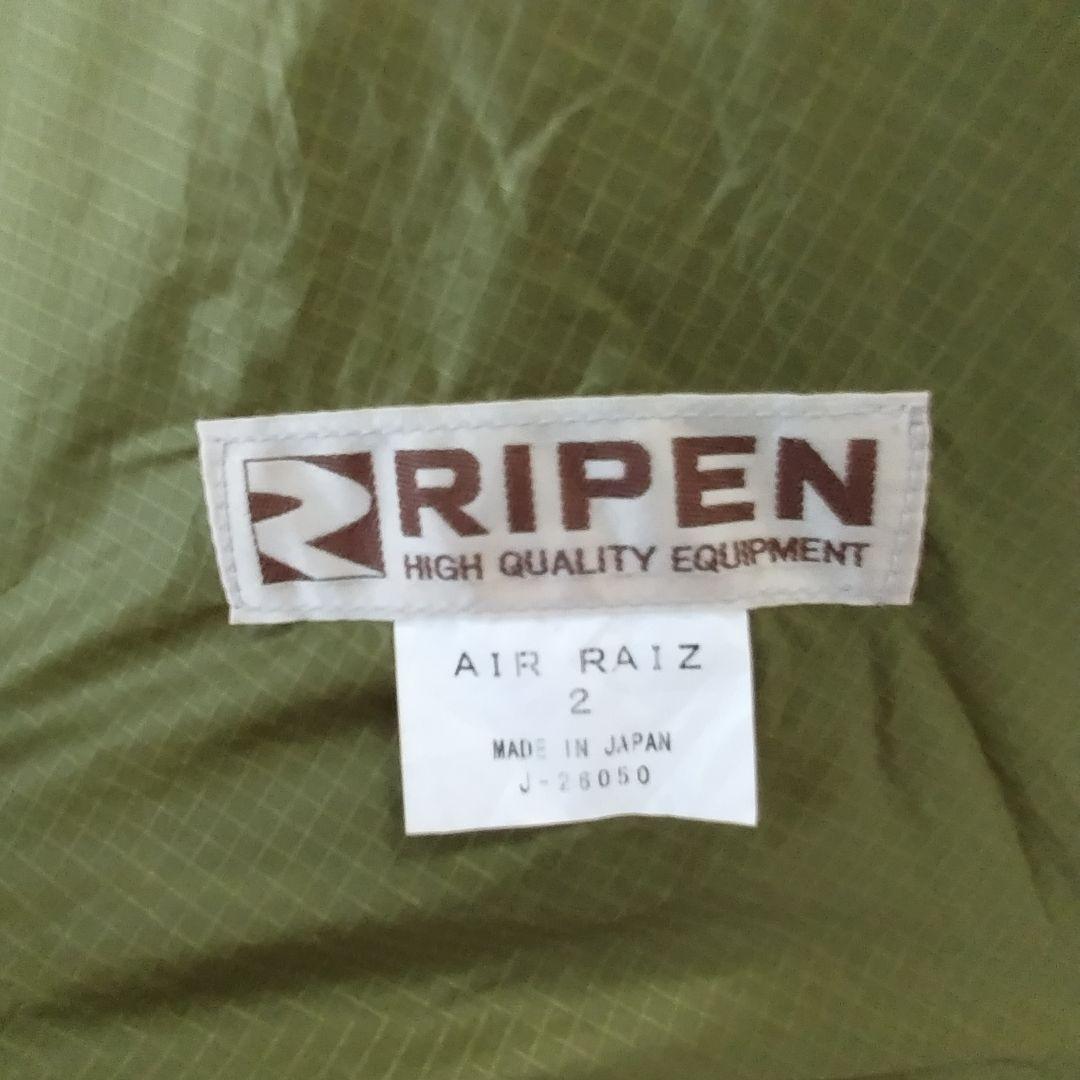 RIPEN
HIGH QUALITY EQUIPMENT
AIR RAIZ
2
MADE IN JAPAN
J-26050